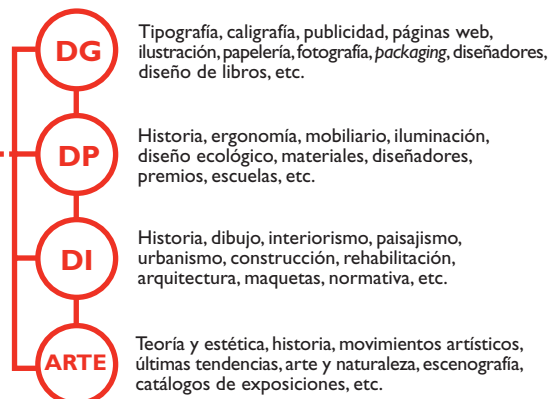 DG
Tipografía, caligrafía, publicidad, páginas web,
ilustración, papelería, fotografía, packaging, diseñadores,
diseño de libros, etc.
DP
Historia, ergonomía, mobiliario, iluminación,
diseño ecológico, materiales, diseñadores,
premios, escuelas, etc.
DI
Historia, dibujo, interiorismo, paisajismo,
urbanismo, construcción, rehabilitación,
arquitectura, maquetas, normativa, etc.
ARTE
Teoría y estética, historia, movimientos artísticos,
últimas tendencias, arte y naturaleza, escenografía,
catálogos de exposiciones, etc.